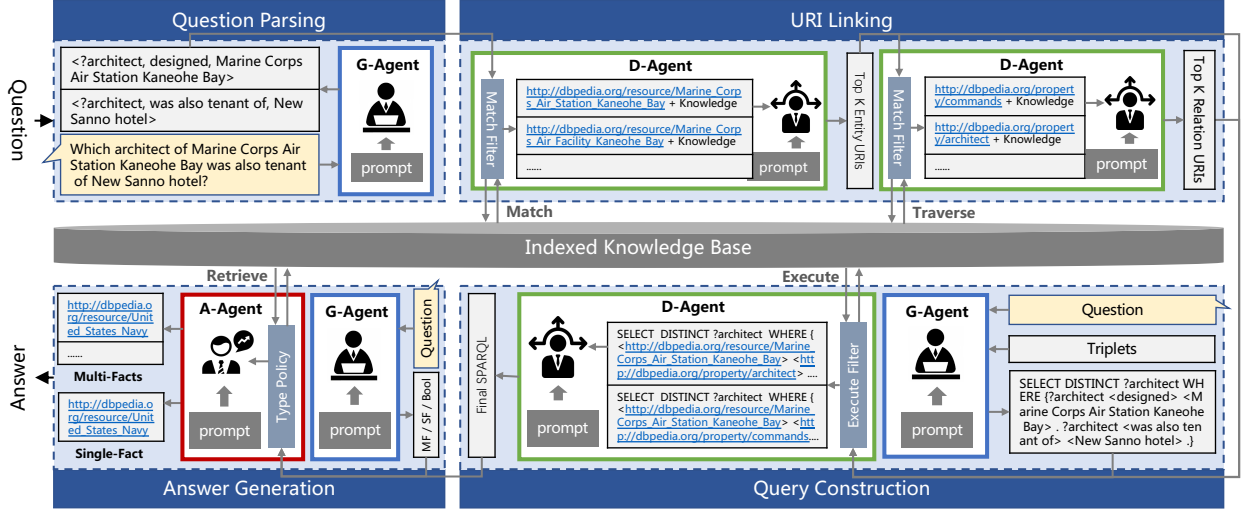 Question Parsing
URI Linking
Question
<?architect, designed, Marine Corps
Air Station Kaneohe Bay>
<?architect, was also tenant of, New
Sanno hotel>
Which architect of Marine Corps Air
Station Kaneohe Bay was also tenant
of New Sanno hotel?
G-Agent
prompt
D-Agent
Match Filter
http://dbpedia.org/resource/Marine_Corp
s_Air_Station_Kaneohe_Bay + Knowledge
http://dbpedia.org/resource/Marine_Corp
s_Air_Facility_Kaneohe_Bay + Knowledge
......
prompt
Top K Entity URIs
D-Agent
Match Filter
http://dbpedia.org/propert
y/commands + Knowledge
http://dbpedia.org/propert
y/architect + Knowledge
......
prompt
Top K Relation URIs
Match
Traverse
Indexed Knowledge Base
Retrieve
Execute
Answer
http://dbpedia.o
rg/resource/Unit
ed_States_Navy
......
Multi-Facts
http://dbpedia.o
rg/resource/Unit
ed_States_Navy
Single-Fact
A-Agent
prompt
Type Policy
G-Agent
prompt
Question
MF / SF / Bool
Final SPARQL
D-Agent
prompt
SELECT DISTINCT ?architect WHERE {
<http://dbpedia.org/resource/Marine_
Corps_Air_Station_Kaneohe_Bay> <htt
p://dbpedia.org/property/architect> ....
SELECT DISTINCT ?architect WHERE {
<http://dbpedia.org/resource/Marine_
Corps_Air_Station_Kaneohe_Bay> <htt
p://dbpedia.org/property/commands....
Execute Filter
G-Agent
prompt
Question
Triplets
SELECT DISTINCT ?architect WH
ERE {?architect <designed> <M
arine Corps Air Station Kaneohe
Bay> . ?architect <was also ten
ant of> <New Sanno hotel> .}
Answer Generation
Query Construction